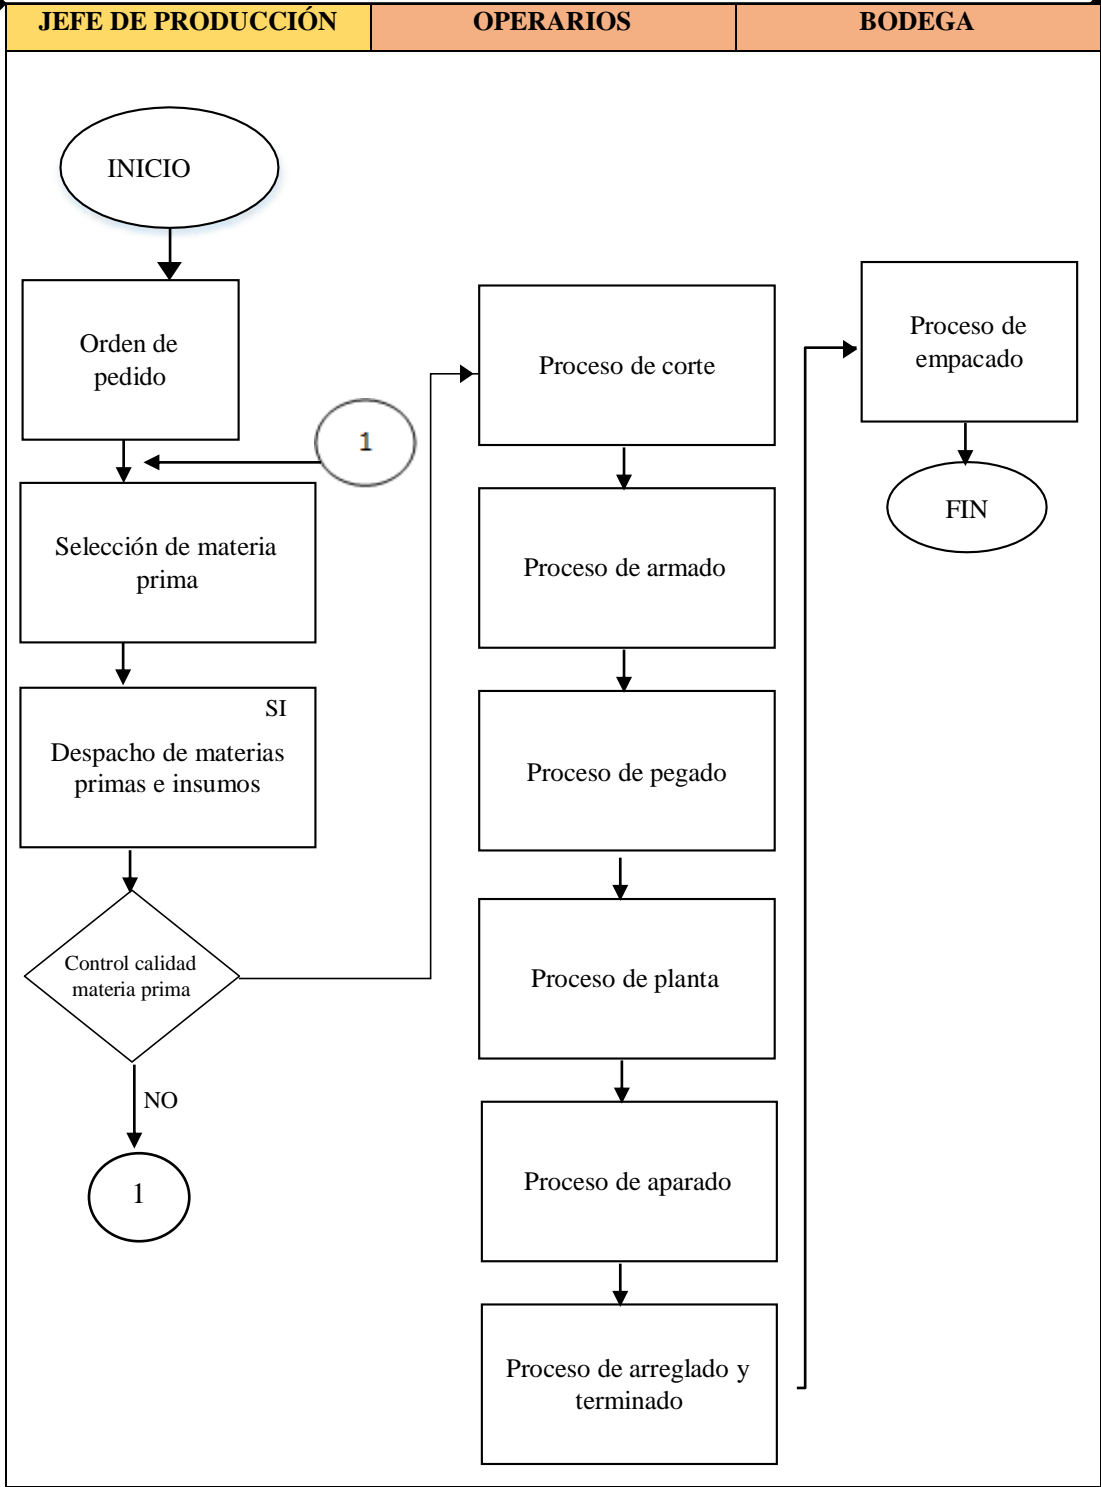 JEFE DE PRODUCCIÓN
OPERARIOS
BODEGA
INICIO
Orden de
pedido
1
Selección de materia
prima
SI
Despacho de materias
primas e insumos
Control calidad
materia prima
NO
1
Proceso de corte
Proceso de armado
Proceso de pegado
Proceso de planta
Proceso de aparado
Proceso de arreglado y
terminado
Proceso de
empacado
FIN